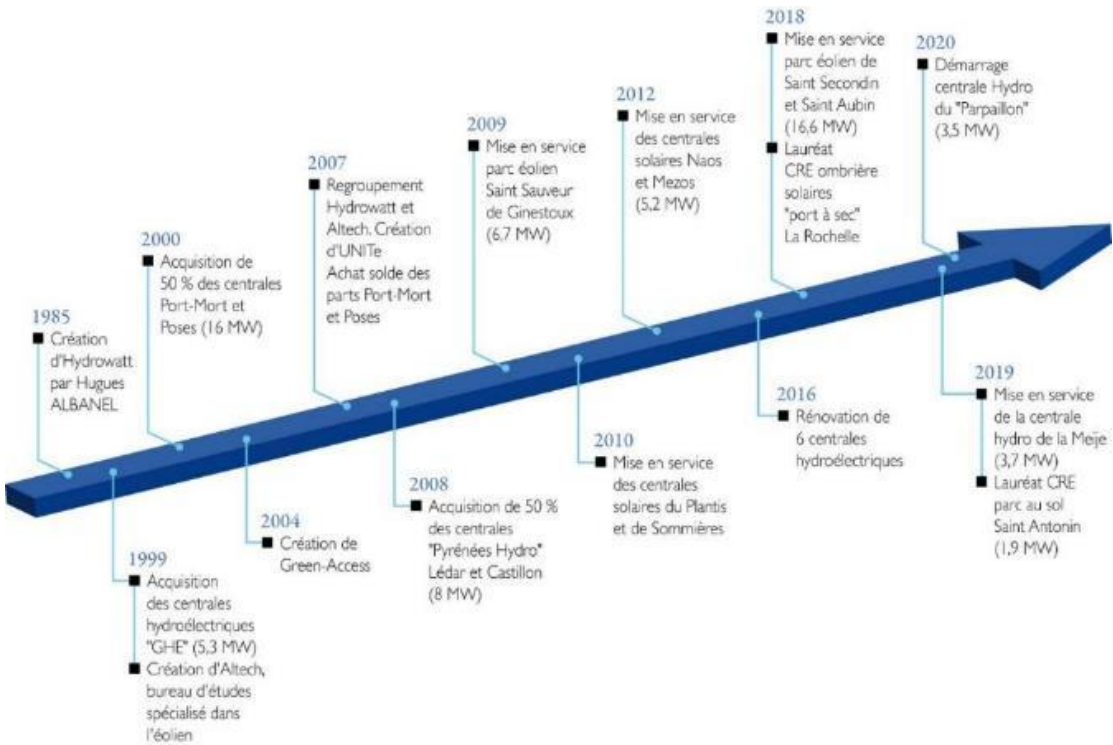 1985
Création
d'Hydrowatt
par Hugues
ALBANEL
1999
Acquisition
des centrales
hydroélectriques
"GHE" (5,3 MW)
Création d'Altech,
bureau d'études
spécialisé dans
l'éolien
2000
Acquisition de
50 % des centrales
Port-Mort et
Poses (16 MW)
2004
Création de
Green-Access
2007
Regroupement
Hydrowatt et
Altech. Création
d'UNITe
Achat solde des
parts Port-Mort
et Poses
2008
Acquisition de 50 %
des centrales
"Pyrénées Hydro"
Lédar et Castillon
(8 MW)
2009
Mise en service
parc éolien
Saint Sauveur
de Ginestoux
(6,7 MW)
2010
Mise en service
des centrales
solaires du Plantis
et de Sommières
2012
Mise en service
des centrales
solaires Naos
et Mezos
(5,2 MW)
2016
Rénovation de
6 centrales
hydroélectriques
2018
Mise en service
parc éolien de
Saint Secondin
et Saint Aubin
(16,6 MW)
Lauréat
CRE ombrière
solaires
"port à sec"
La Rochelle
2019
Mise en service
de la centrale
hydro de la Meije
(3,7 MW)
Lauréat CRE
parc au sol
Saint Antonin
(1,9 MW)
2020
Démarrage
centrale Hydro
du "Parpaillon"
(3,5 MW)